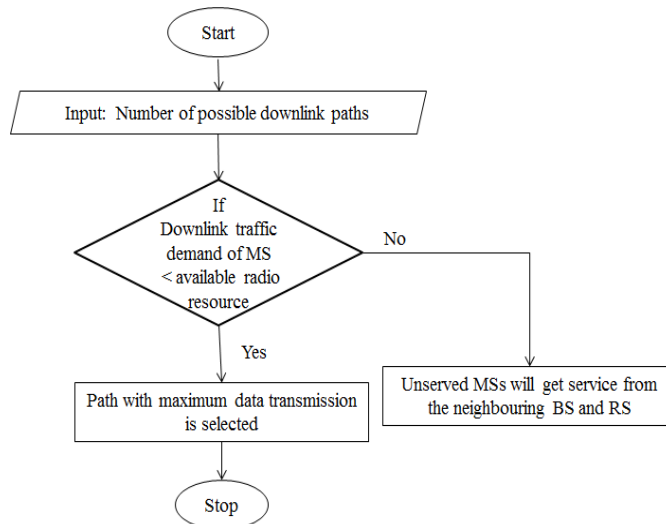 Start
Input: Number of possible downlink paths
If
Downlink traffic
demand of MS
< available radio
resource
No
Yes
Unserved MSs will get service from
the neighbouring BS and RS
Path with maximum data transmission
is selected
Stop